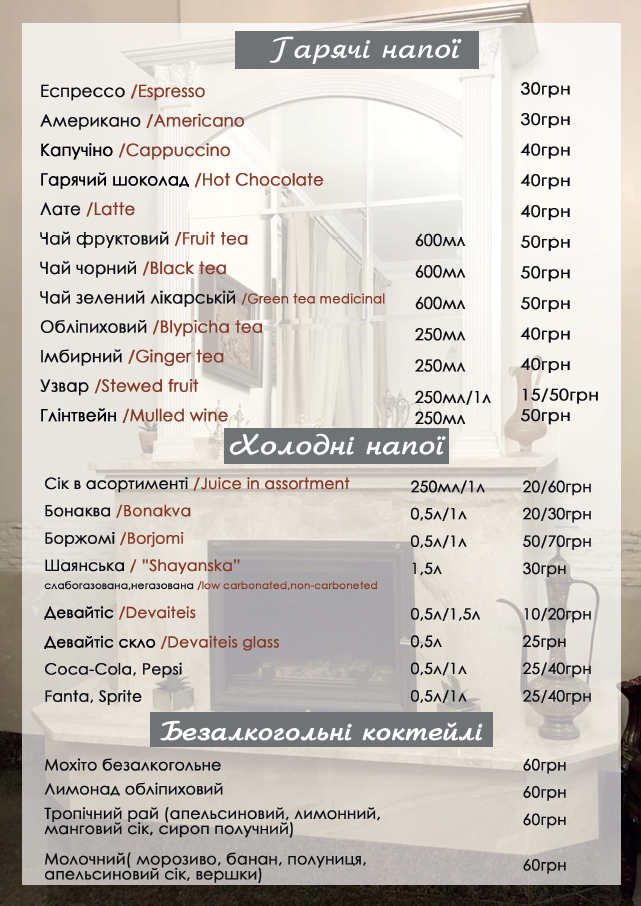 Гарячі напої
Еспрессо /Espresso 30грн
Американо /Americano 30грн
Капучіно /Cappuccino 40грн
Гарячий шоколад /Hot Chocolate 40грн
Лате /Latte 40грн
Чай фруктовий /Fruit tea 600мл 50грн
Чай чорний /Black tea 600мл 50грн
Чай зелений лікарській /Green tea medicinal 600мл 50грн
Обліпиховий /Blypicha tea 250мл 40грн
Імбирний /Ginger tea 250мл 40грн
Узвар /Stewed fruit 250мл/1л 15/50грн
Глінтвейн /Mulled wine 250мл 50грн
Холодні напої
Сік в асортименті /Juice in assortment 250мл/1л 20/60грн
Бонаква /Bonakva 0,5л/1л 20/30грн
Боржомі /Borjomi 0,5л/1л 50/70грн
Шаянська / ”Shayanska” 1,5л 30грн
слабогазована,негазована /low carbonated,non-carboneted
Девайтіс /Devaiteis 0,5л/1,5л 10/20грн
Девайтіс скло /Devaiteis glass 0,5л 25грн
Coca-Cola, Pepsi 0,5л/1л 25/40грн
Fanta, Sprite 0,5л/1л 25/40грн
Безалкогольні коктейлі
Мохіто безалкогольне 60грн
Лимонад обліпиховий 60грн
Тропічний рай (апельсиновий, лимонний, 60грн
манговий сік, сироп получний)
Молочний( морозиво, банан, полуниця, 60грн
апельсиновий сік, вершки)